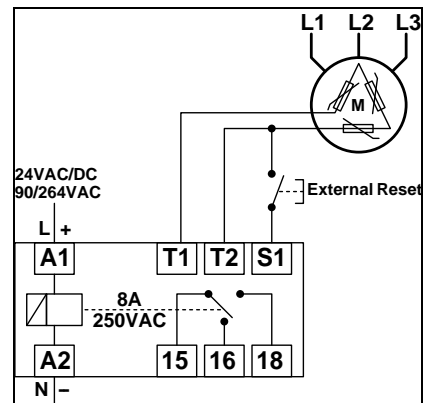 L1 L2 L3
M
24VAC/DC
90/264VAC
External Reset
L +
A1 T1 T2 S1
8A
250VAC
A2 15 16 18
N –